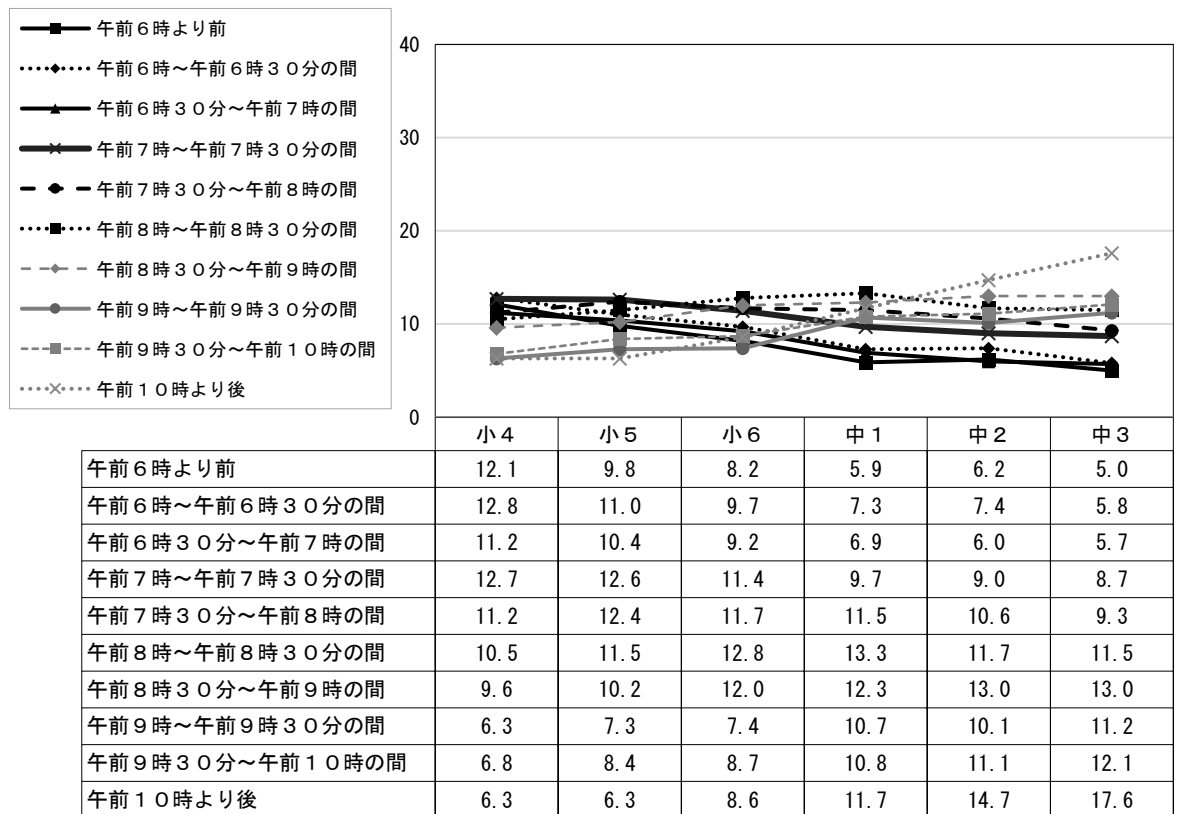 午前６時より前
午前６時～午前６時３０分の間
午前６時３０分～午前７時の間
午前７時～午前７時３０分の間
午前７時３０分～午前８時の間
午前８時～午前８時３０分の間
午前８時３０分～午前９時の間
午前９時～午前９時３０分の間
午前９時３０分～午前１０時の間
午前１０時より後
40
30
20
10
0
小４ 小５ 小６ 中１ 中２ 中３
午前６時より前 12.1 9.8 8.2 5.9 6.2 5.0
午前６時～午前６時３０分の間 12.8 11.0 9.7 7.3 7.4 5.8
午前６時３０分～午前７時の間 11.2 10.4 9.2 6.9 6.0 5.7
午前７時～午前７時３０分の間 12.7 12.6 11.4 9.7 9.0 8.7
午前７時３０分～午前８時の間 11.2 12.4 11.7 11.5 10.6 9.3
午前８時～午前８時３０分の間 10.5 11.5 12.8 13.3 11.7 11.5
午前８時３０分～午前９時の間 9.6 10.2 12.0 12.3 13.0 13.0
午前９時～午前９時３０分の間 6.3 7.3 7.4 10.7 10.1 11.2
午前９時３０分～午前１０時の間 6.8 8.4 8.7 10.8 11.1 12.1
午前１０時より後 6.3 6.3 8.6 11.7 14.7 17.6